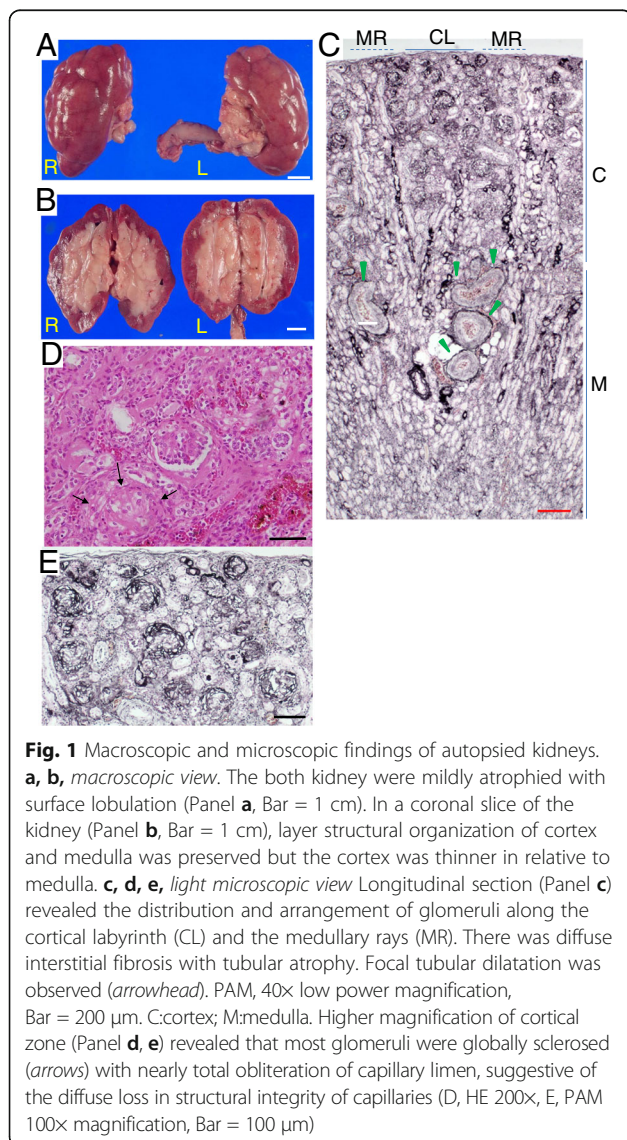 A
R
L
B
R
L
C
MR CL MR
C
M
D
E
Fig. 1 Macroscopic and microscopic findings of autopsied kidneys.
a, b, macroscopic view. The both kidney were mildly atrophied with
surface lobulation (Panel a, Bar = 1 cm). In a coronal slice of the
kidney (Panel b, Bar = 1 cm), layer structural organization of cortex
and medulla was preserved but the cortex was thinner in relative to
medulla. c, d, e, light microscopic view Longitudinal section (Panel c)
revealed the distribution and arrangement of glomeruli along the
cortical labyrinth (CL) and the medullary rays (MR). There was diffuse
interstitial fibrosis with tubular atrophy. Focal tubular dilatation was
observed (arrowhead). PAM, 40× low power magnification,
Bar = 200 μm. C:cortex; M:medulla. Higher magnification of cortical
zone (Panel d, e) revealed that most glomeruli were globally sclerosed
(arrows) with nearly total obliteration of capillary limen, suggestive of
the diffuse loss in structural integrity of capillaries (D, HE 200×, E, PAM
100× magnification, Bar = 100 μm)